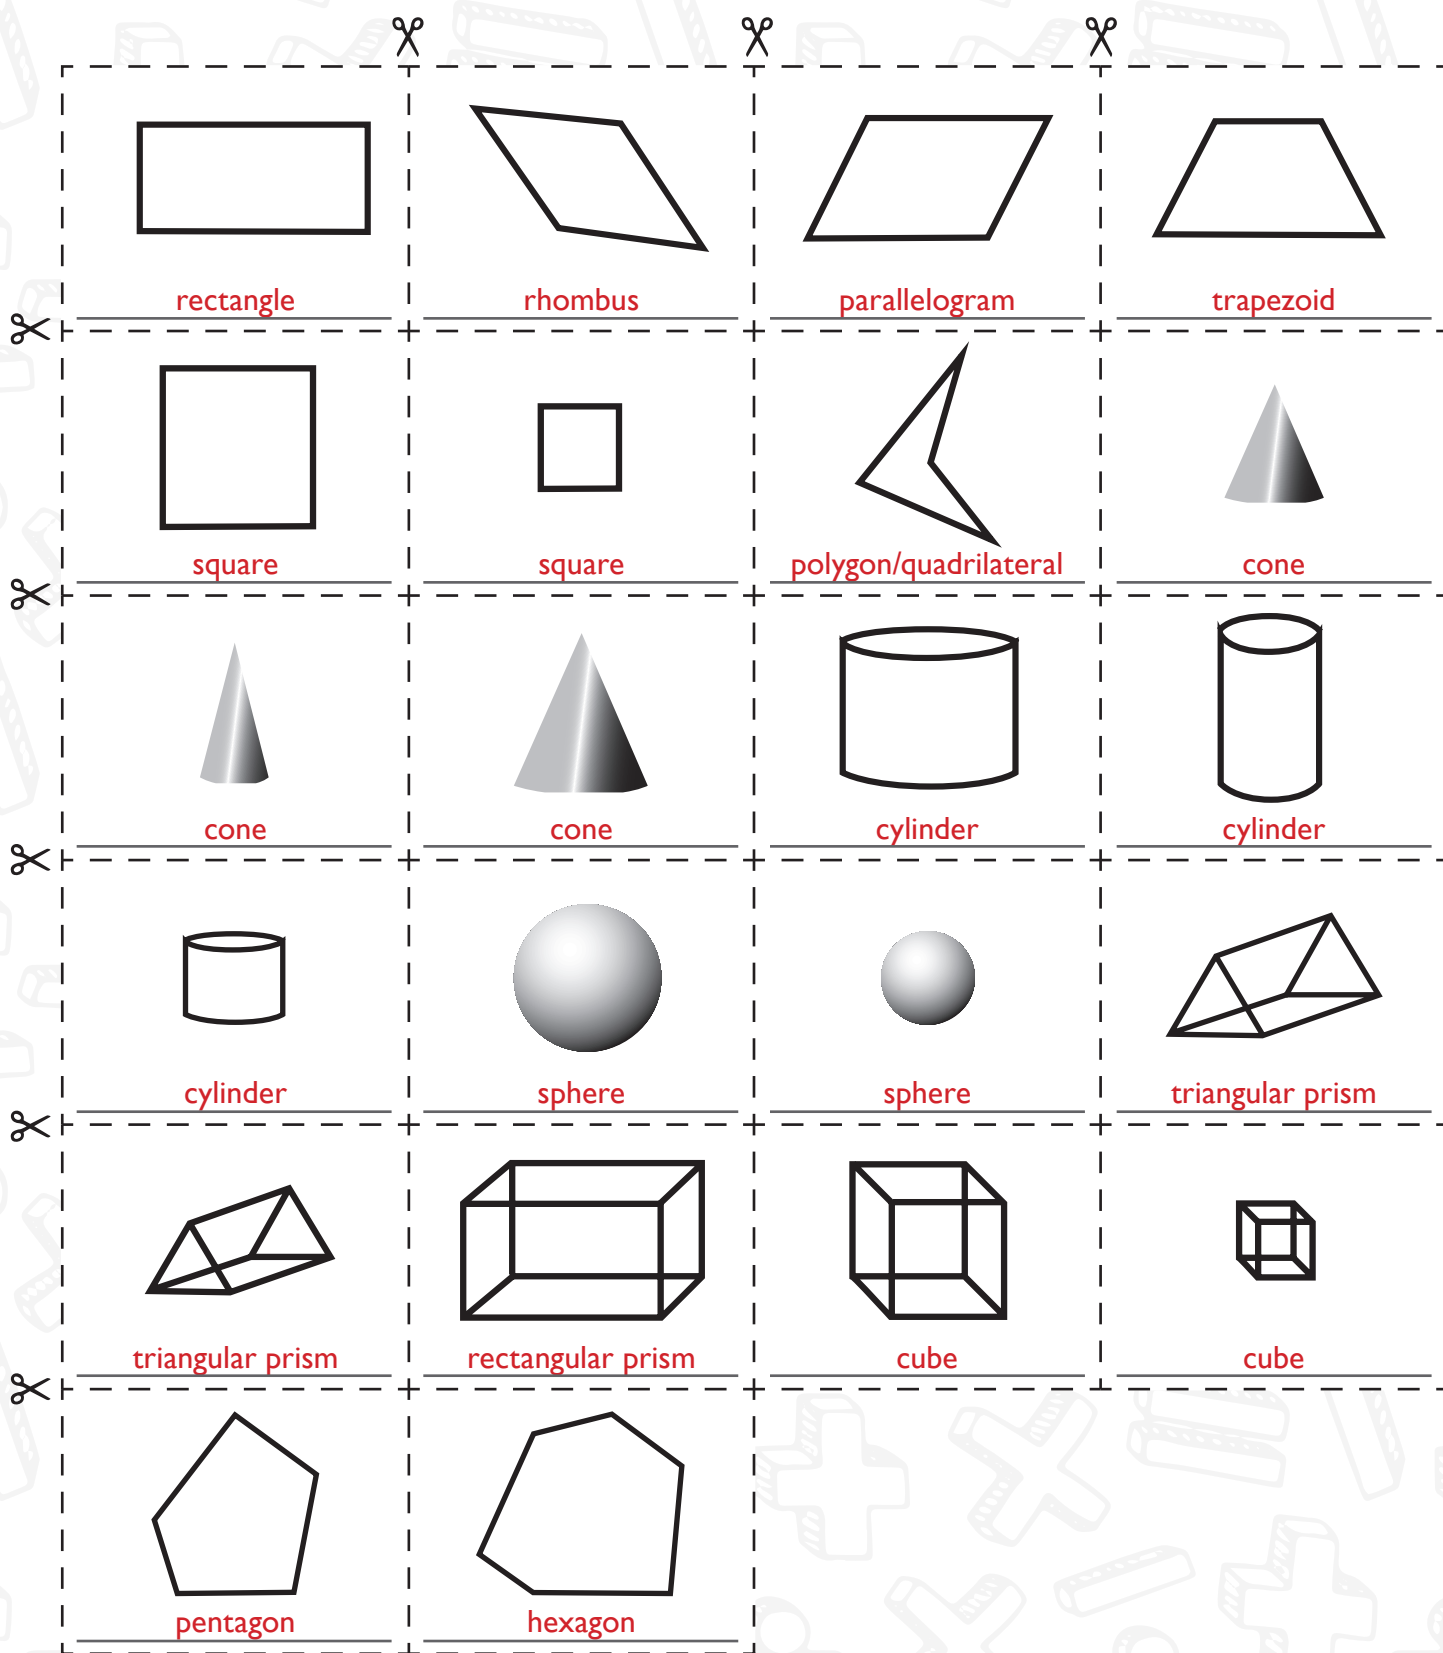 rectangle
rhombus
parallelogram
trapezoid
square
square
polygon/quadrilateral
cone
cone
cone
cylinder
cylinder
cylinder
sphere
sphere
triangular prism
triangular prism
rectangular prism
cube
cube
pentagon
hexagon